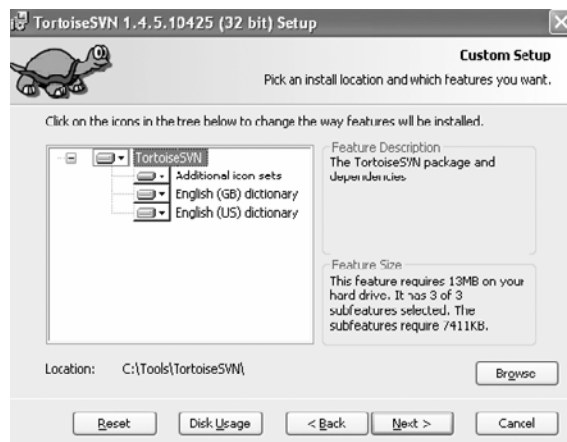 TortoiseSVN 1.4.5.10425 (32 bit) Setup
Custom Setup
Pick an install location and which features you want.
Click on the icons in the tree below to change the way features will be installed.
TortoiseSVN
Additional icon sets
English (GB) dictionary
English (US) dictionary
Feature Description
The TortoiseSVN package and
dependencies
Feature Size
This feature requires 13MB on your
hard drive. It has 3 of 3
subfeatures selected. The
subfeatures require 7411KB.
Location: C:\Tools\TortoiseSVN\
Browse
Reset
Disk Usage
< Back
Next >
Cancel